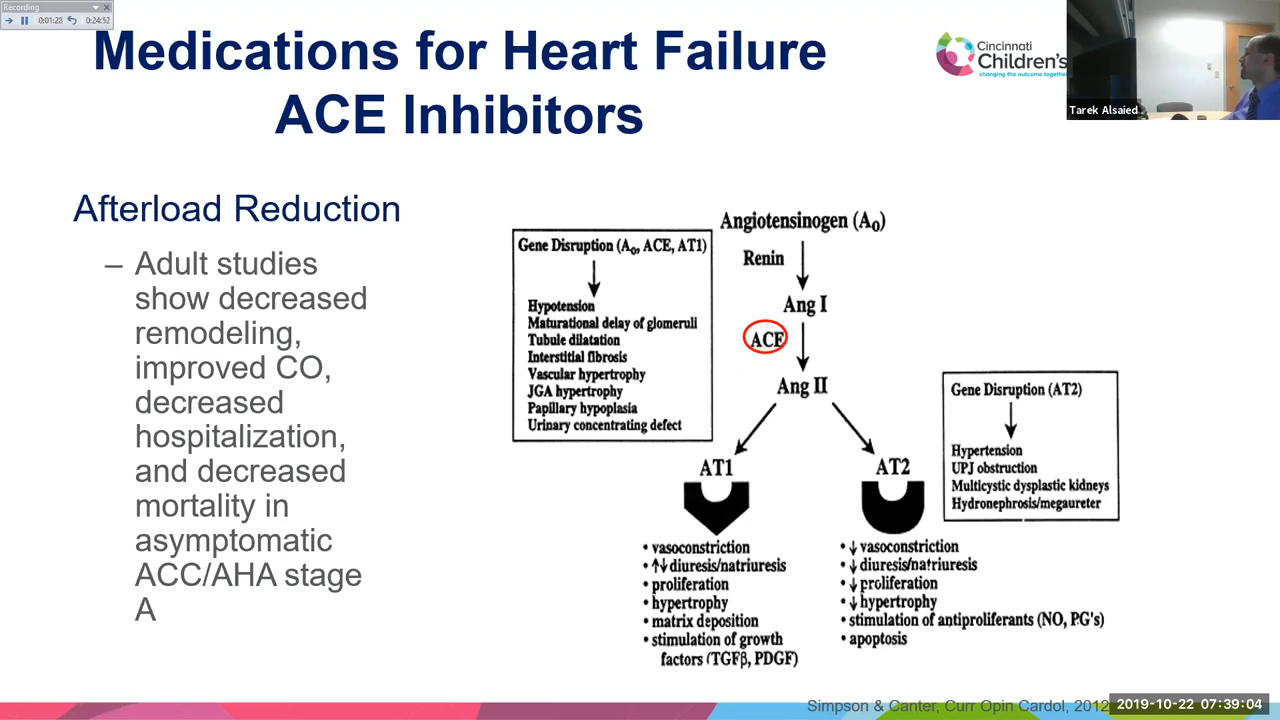 Recording
0:01:28
0:24:52
Medications for Heart Failure
ACE Inhibitors
Cincinnati
Children's
changing the outcome together
Tarek Alsaied
Afterload Reduction
– Adult studies
show decreased
remodeling,
improved CO,
decreased
hospitalization,
and decreased
mortality in
asymptomatic
ACC/AHA stage
A
Angiotensinogen (A₀)
Renin
Ang I
ACE
Ang II
AT1
AT2
Gene Disruption (A₀, ACE, AT1)
Hypotension
Maturational delay of glomeruli
Tubule dilatation
Interstitial fibrosis
Vascular hypertrophy
JGA hypertrophy
Papillary hypoplasia
Urinary concentrating defect
Gene Disruption (AT2)
Hypertension
UPJ obstruction
Multicystic dysplastic kidneys
Hydronephrosis/megaureter
• vasoconstriction
• ↑↓ diuresis/natriuresis
• proliferation
• hypertrophy
• matrix deposition
• stimulation of growth
factors (TGFβ, PDGF)
• ↓ vasoconstriction
• ↓ diuresis/natriuresis
• ↓ proliferation
• ↓ hypertrophy
• stimulation of antiproliferants (NO, PG's)
• apoptosis
Simpson & Canter, Curr Opin Cardol, 2012
2019-10-22 07:39:04